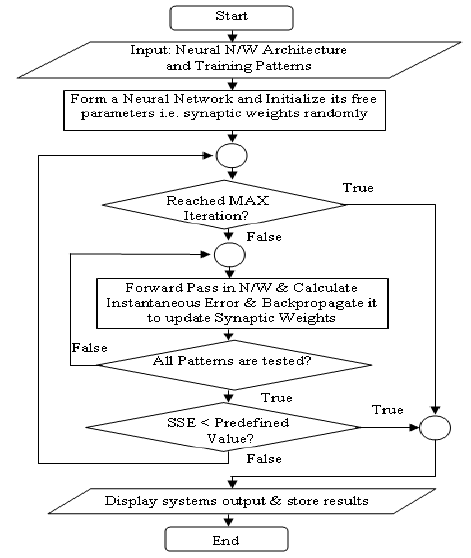 Start
Input: Neural N/W Architecture
and Training Patterns
Form a Neural Network and Initialize its free
parameters i.e. synaptic weights randomly
Reached MAX
Iteration?
True
False
Forward Pass in N/W & Calculate
Instantaneous Error & Backpropagate it
to update Synaptic Weights
False
All Patterns are tested?
True
SSE < Predefined
Value?
True
False
Display systems output & store results
End